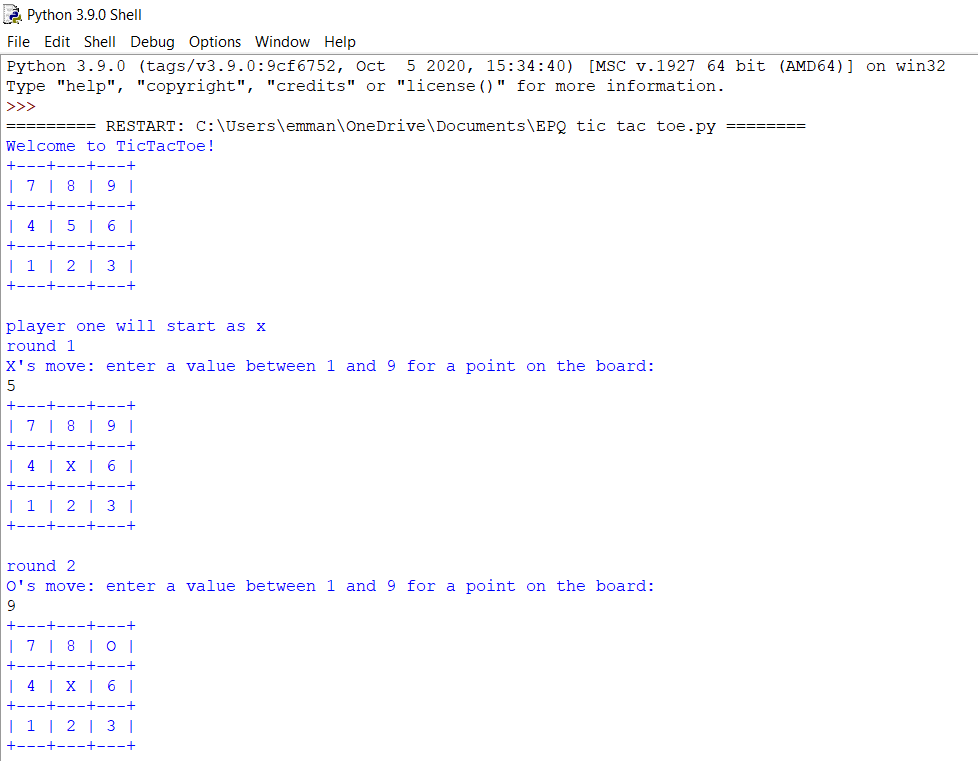 Python 3.9.0 Shell
File Edit Shell Debug Options Window Help
Python 3.9.0 (tags/v3.9.0:9cf6752, Oct  5 2020, 15:34:40) [MSC v.1927 64 bit (AMD64)] on win32
Type "help", "copyright", "credits" or "license()" for more information.
>>>
========= RESTART: C:\Users\emman\OneDrive\Documents\EPQ tic tac toe.py ========
Welcome to TicTacToe!
+---+---+---+
| 7 | 8 | 9 |
+---+---+---+
| 4 | 5 | 6 |
+---+---+---+
| 1 | 2 | 3 |
+---+---+---+

player one will start as x
round 1
X's move: enter a value between 1 and 9 for a point on the board:
5
+---+---+---+
| 7 | 8 | 9 |
+---+---+---+
| 4 | X | 6 |
+---+---+---+
| 1 | 2 | 3 |
+---+---+---+

round 2
O's move: enter a value between 1 and 9 for a point on the board:
9
+---+---+---+
| 7 | 8 | O |
+---+---+---+
| 4 | X | 6 |
+---+---+---+
| 1 | 2 | 3 |
+---+---+---+